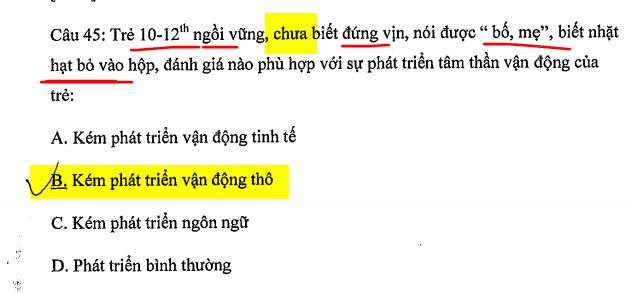 Câu 45: Trẻ 10-12th ngồi vững, chưa biết đứng vịn, nói được “ bố, mẹ”, biết nhặt
hạt bỏ vào hộp, đánh giá nào phù hợp với sự phát triển tâm thần vận động của
trẻ:
A. Kém phát triển vận động tinh tế
B. Kém phát triển vận động thô
C. Kém phát triển ngôn ngữ
D. Phát triển bình thường